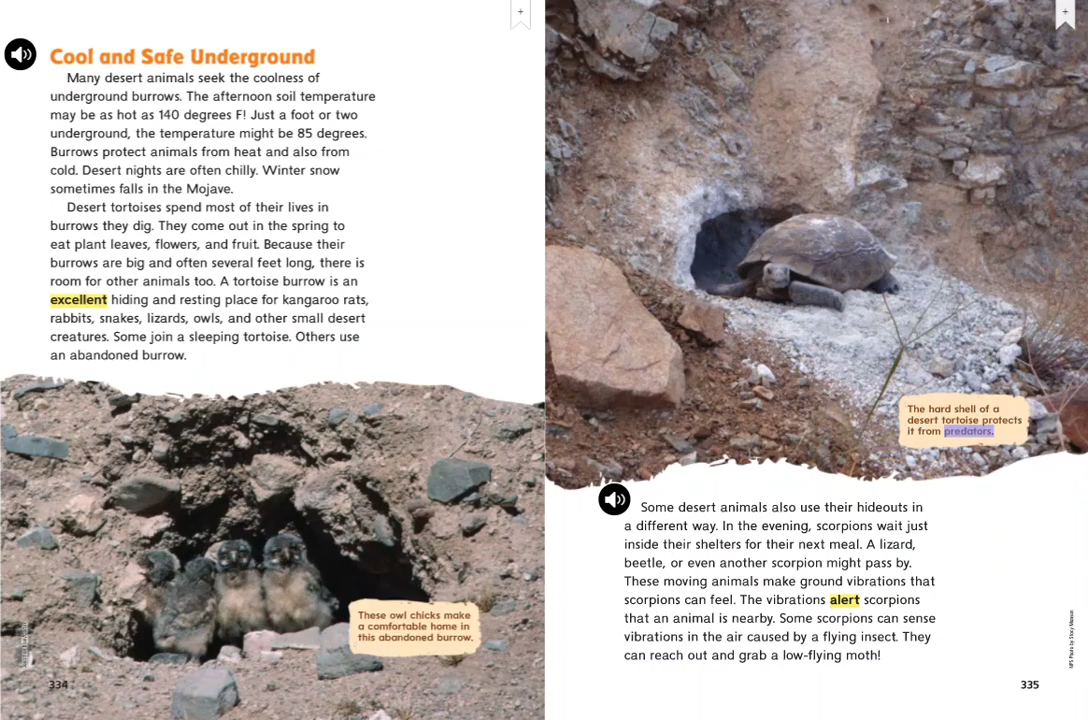 Cool and Safe Underground
Many desert animals seek the coolness of
underground burrows. The afternoon soil temperature
may be as hot as 140 degrees F! Just a foot or two
underground, the temperature might be 85 degrees.
Burrows protect animals from heat and also from
cold. Desert nights are often chilly. Winter snow
sometimes falls in the Mojave.
Desert tortoises spend most of their lives in
burrows they dig. They come out in the spring to
eat plant leaves, flowers, and fruit. Because their
burrows are big and often several feet long, there is
room for other animals too. A tortoise burrow is an
excellent hiding and resting place for kangaroo rats,
rabbits, snakes, lizards, owls, and other small desert
creatures. Some join a sleeping tortoise. Others use
an abandoned burrow.
These owl chicks make
a comfortable home in
this abandoned burrow.
334
The hard shell of a
desert tortoise protects
it from predators.
Some desert animals also use their hideouts in
a different way. In the evening, scorpions wait just
inside their shelters for their next meal. A lizard,
beetle, or even another scorpion might pass by.
These moving animals make ground vibrations that
scorpions can feel. The vibrations alert scorpions
that an animal is nearby. Some scorpions can sense
vibrations in the air caused by a flying insect. They
can reach out and grab a low-flying moth!
NPS Photo by Stacy Manson
335